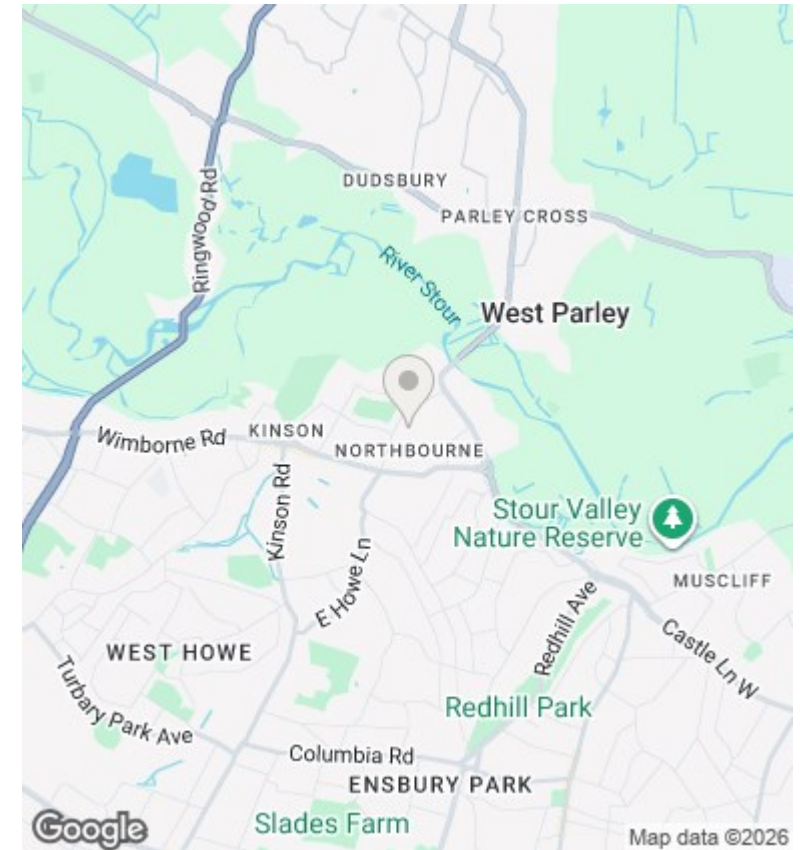 DUDSBURY
PARLEY CROSS
Ringwood Rd
River Stour
West Parley
Wimborne Rd
KINSON
NORTHBOURNE
Kinson Rd
E Howe Ln
Stour Valley
Nature Reserve
MUSCLIFF
Redhill Ave
Castle Ln W
WEST HOWE
Turbary Park Ave
Redhill Park
Columbia Rd
ENSBURY PARK
Slades Farm
Google
Map data ©2026